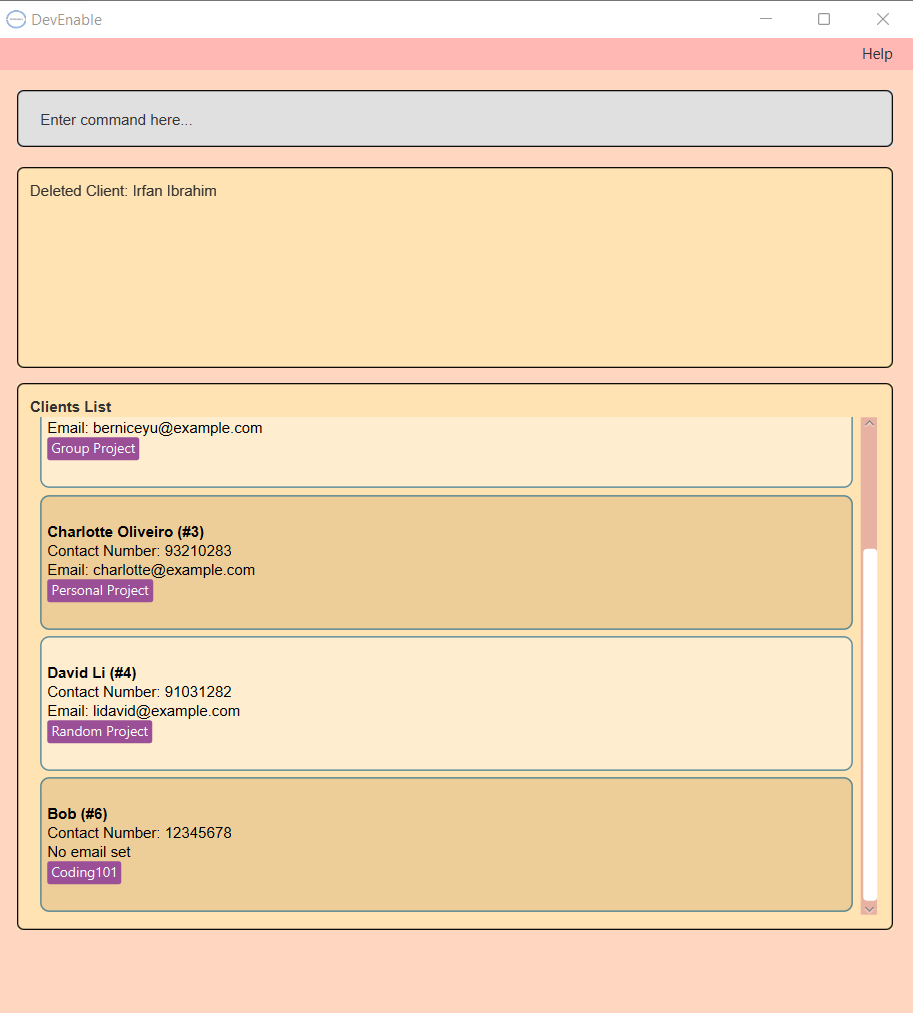 DevEnable
Help
Enter command here...
Deleted Client: Irfan Ibrahim
Clients List
Email: berniceyu@example.com
Group Project
Charlotte Oliveiro (#3)
Contact Number: 93210283
Email: charlotte@example.com
Personal Project
David Li (#4)
Contact Number: 91031282
Email: lidavid@example.com
Random Project
Bob (#6)
Contact Number: 12345678
No email set
Coding101